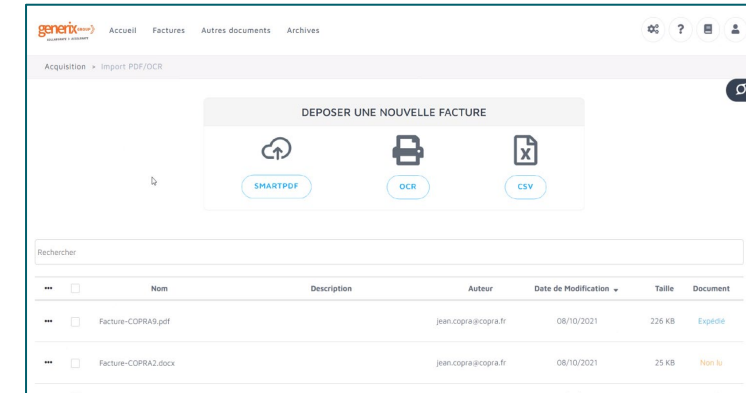 generix GROUP
Accueil Factures Autres documents Archives
?
Acquisition » Import PDF/OCR
DEPOSER UNE NOUVELLE FACTURE
X
SMARTPDF OCR CSV
Rechercher
Nom Description Auteur Date de Modification Taille Document
Facture-COPRA9.pdf jean.copra@copra.fr 08/10/2021 226 KB Expédié
Facture-COPRA2.docx jean.copra@copra.fr 08/10/2021 25 KB Non lu